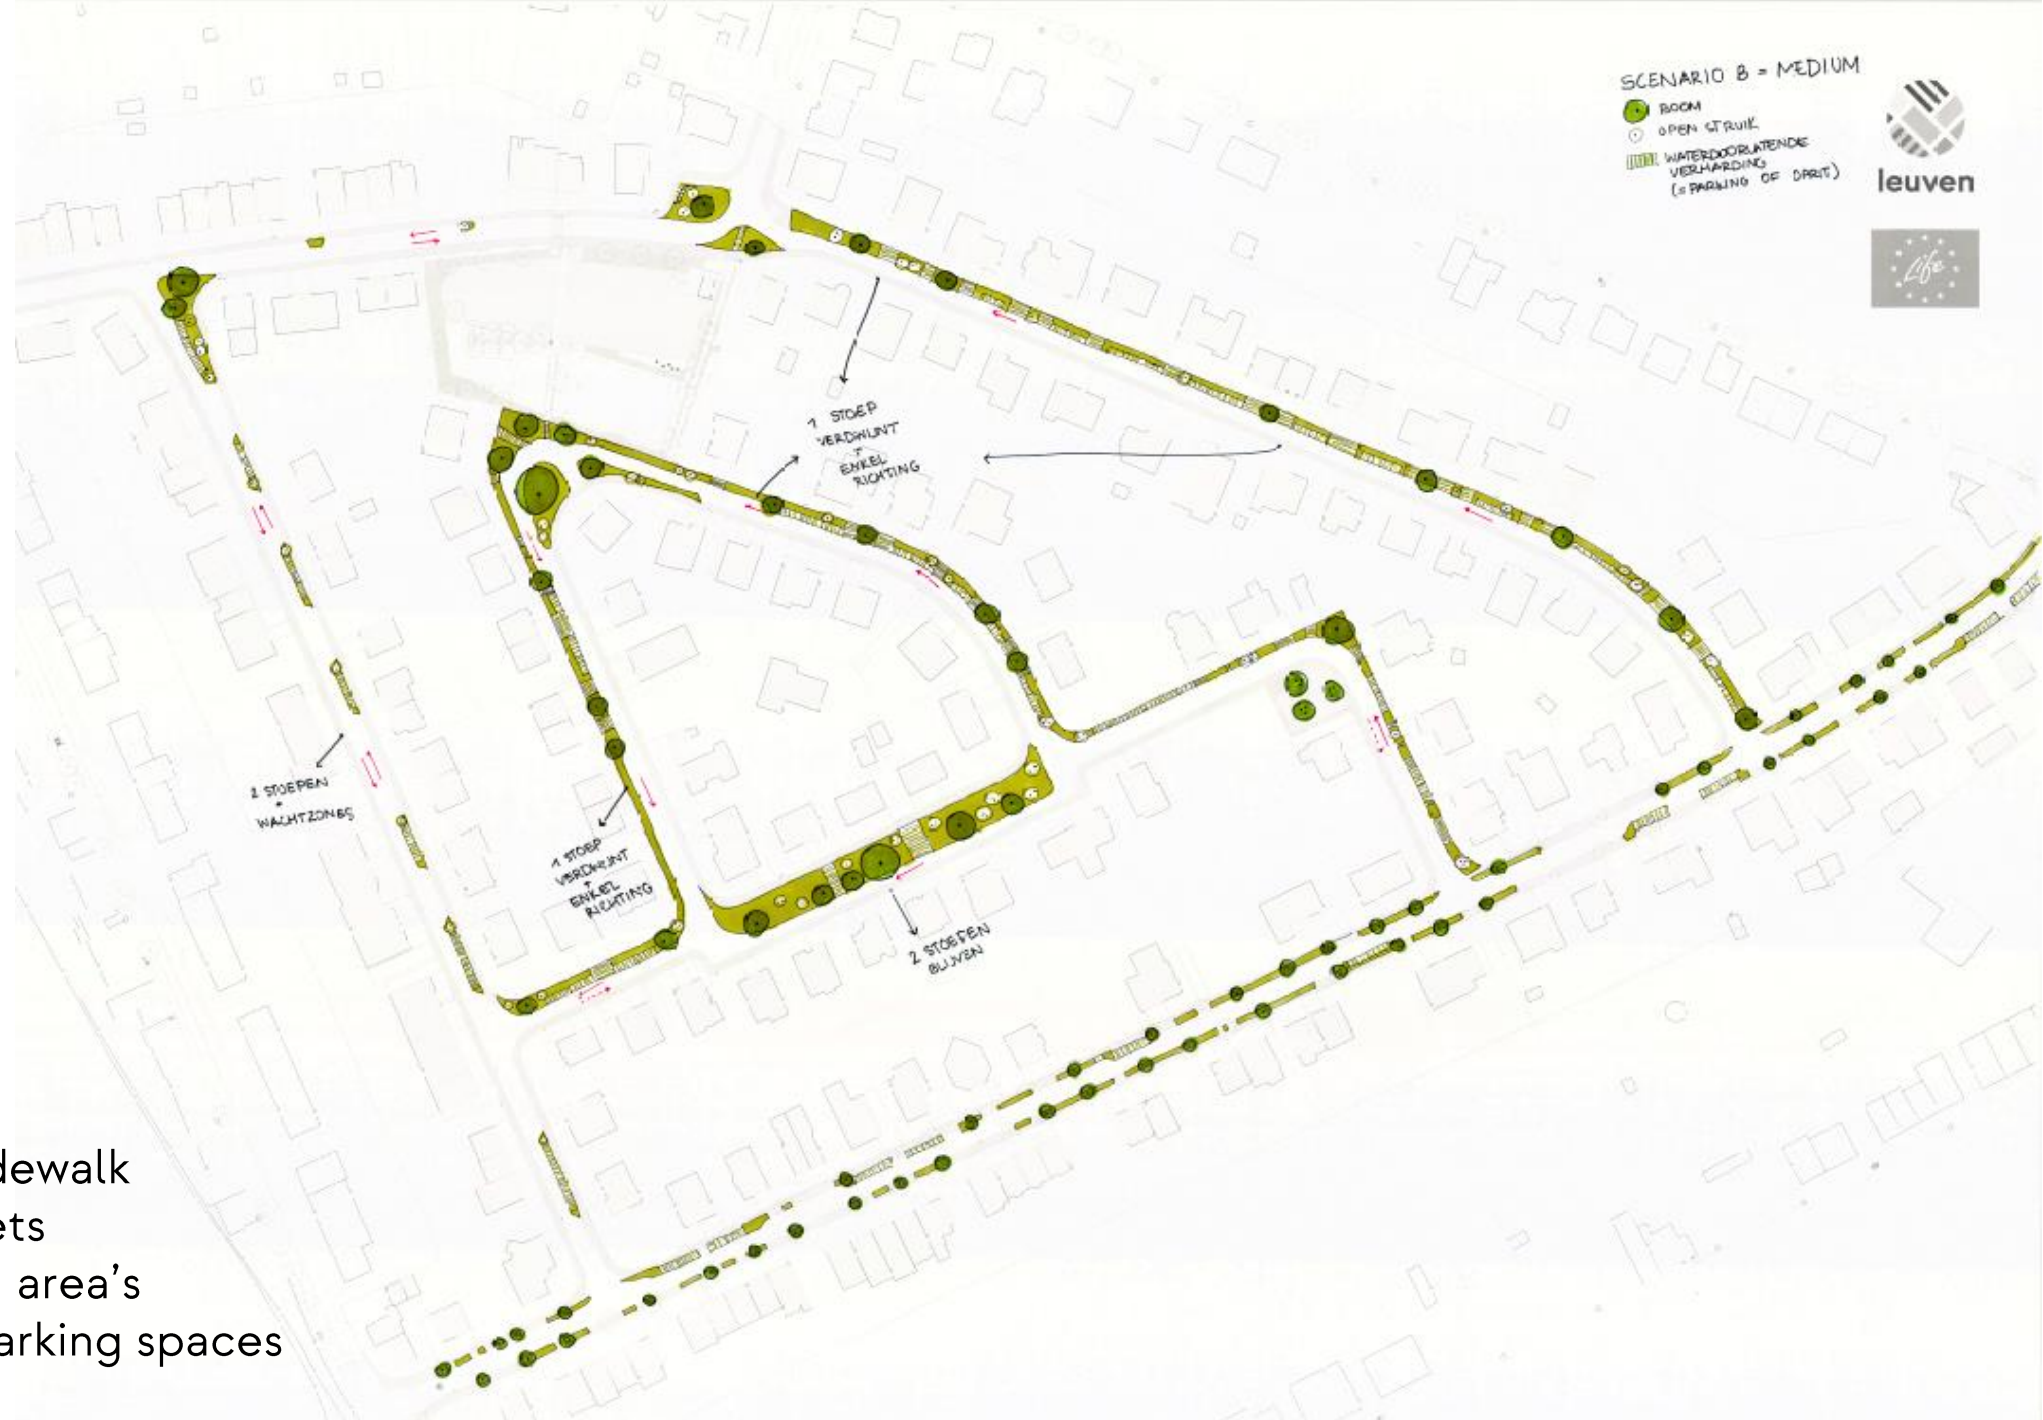 SCENARIO B = MEDIUM
BOOM
OPEN STRUIK
WATERDOORLATENDE
VERHARDING
(= PARKING OF OPRIT)
leuven
Life
1 STOEP
VERDWIJNT
+
ENKEL
RICHTING
2 STOEPEN
+
WACHTZONES
1 STOEP
VERDWIJNT
+
ENKEL
RICHTING
2 STOEPEN
BLIJVEN
dewalk
ets
area's
arking spaces